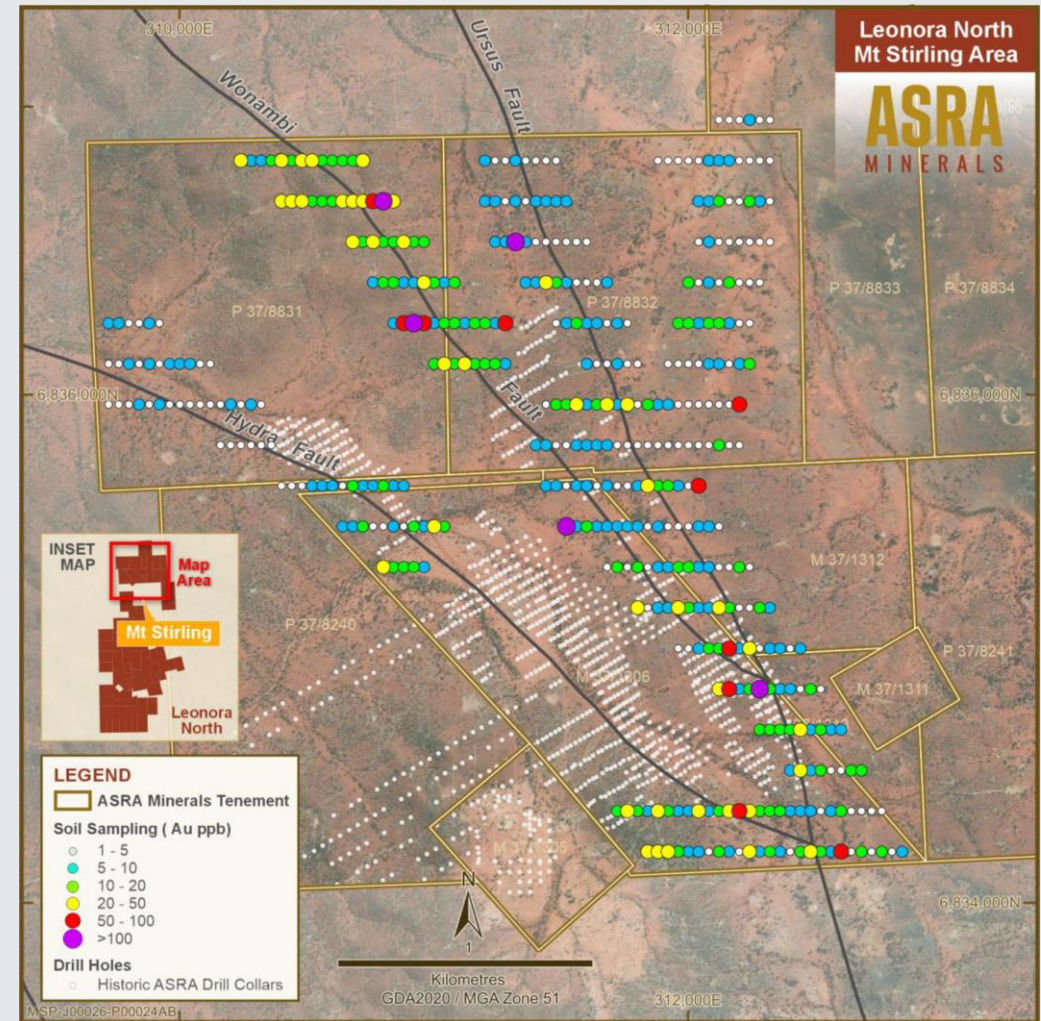 310,000E
312,000E
Leonora North
Mt Stirling Area
ASRA
MINERALS
Wonambi
Ursus Fault
P 37/8831
P 37/8832
P 37/8833
P 37/8834
6,836,000N
6,836,000N
Fault
Hydra Fault
M 37/1312
P 37/8240
P 37/8241
M 37/1311
INSET
MAP
Map
Area
Mt Stirling
Leonora
North
LEGEND
ASRA Minerals Tenement
Soil Sampling ( Au ppb)
1 - 5
5 - 10
10 - 20
20 - 50
50 - 100
>100
Drill Holes
Historic ASRA Drill Collars
N
1
Kilometres
GDA2020 / MGA Zone 51
6,834,000N
312,000E
MSP-J00026-P00024AB